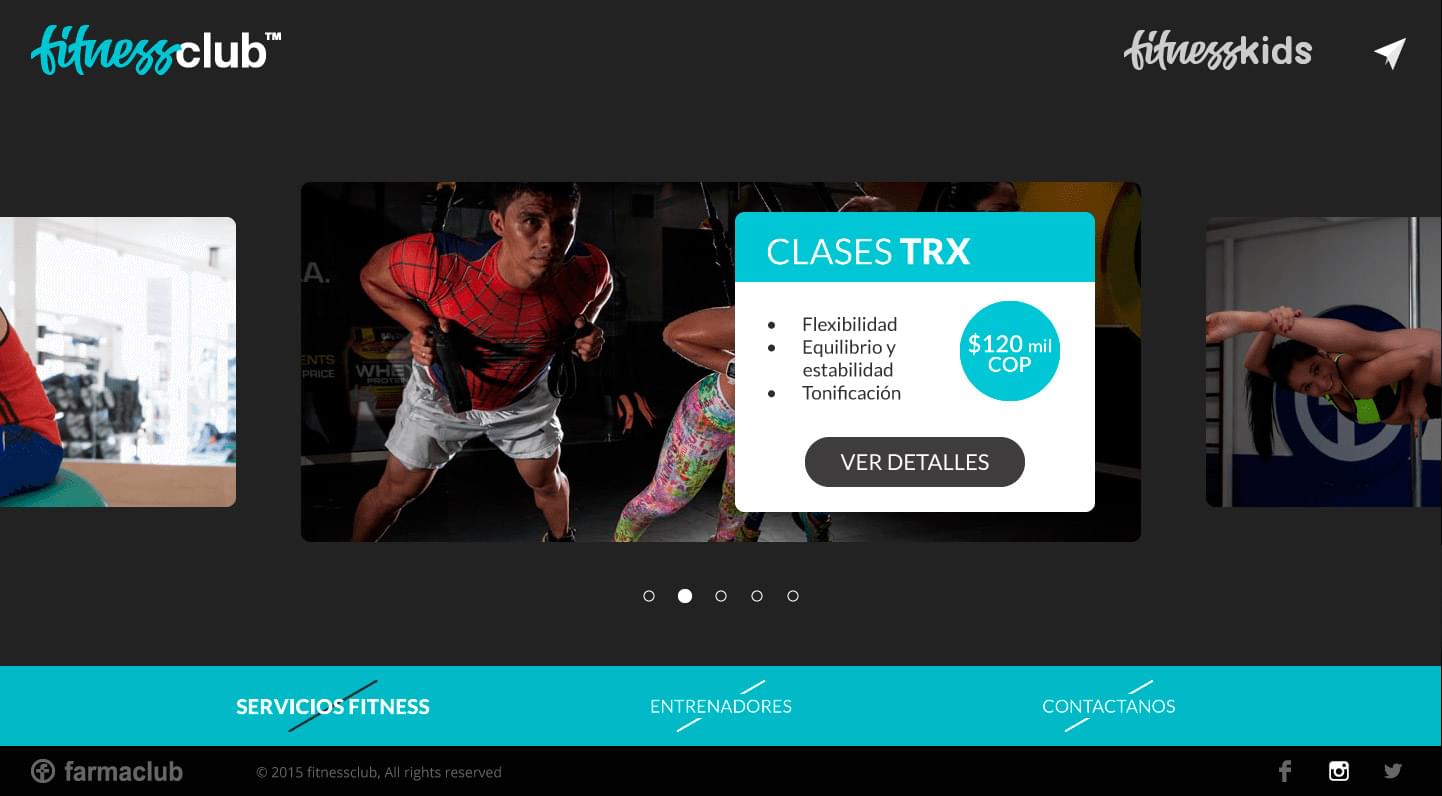 fitnessclub™
fitnesskids
CLASES TRX
• Flexibilidad
• Equilibrio y
estabilidad
• Tonificación
$120 mil
COP
VER DETALLES
SERVICIOS FITNESS
ENTRENADORES
CONTACTANOS
farmaclub
© 2015 fitnessclub, All rights reserved